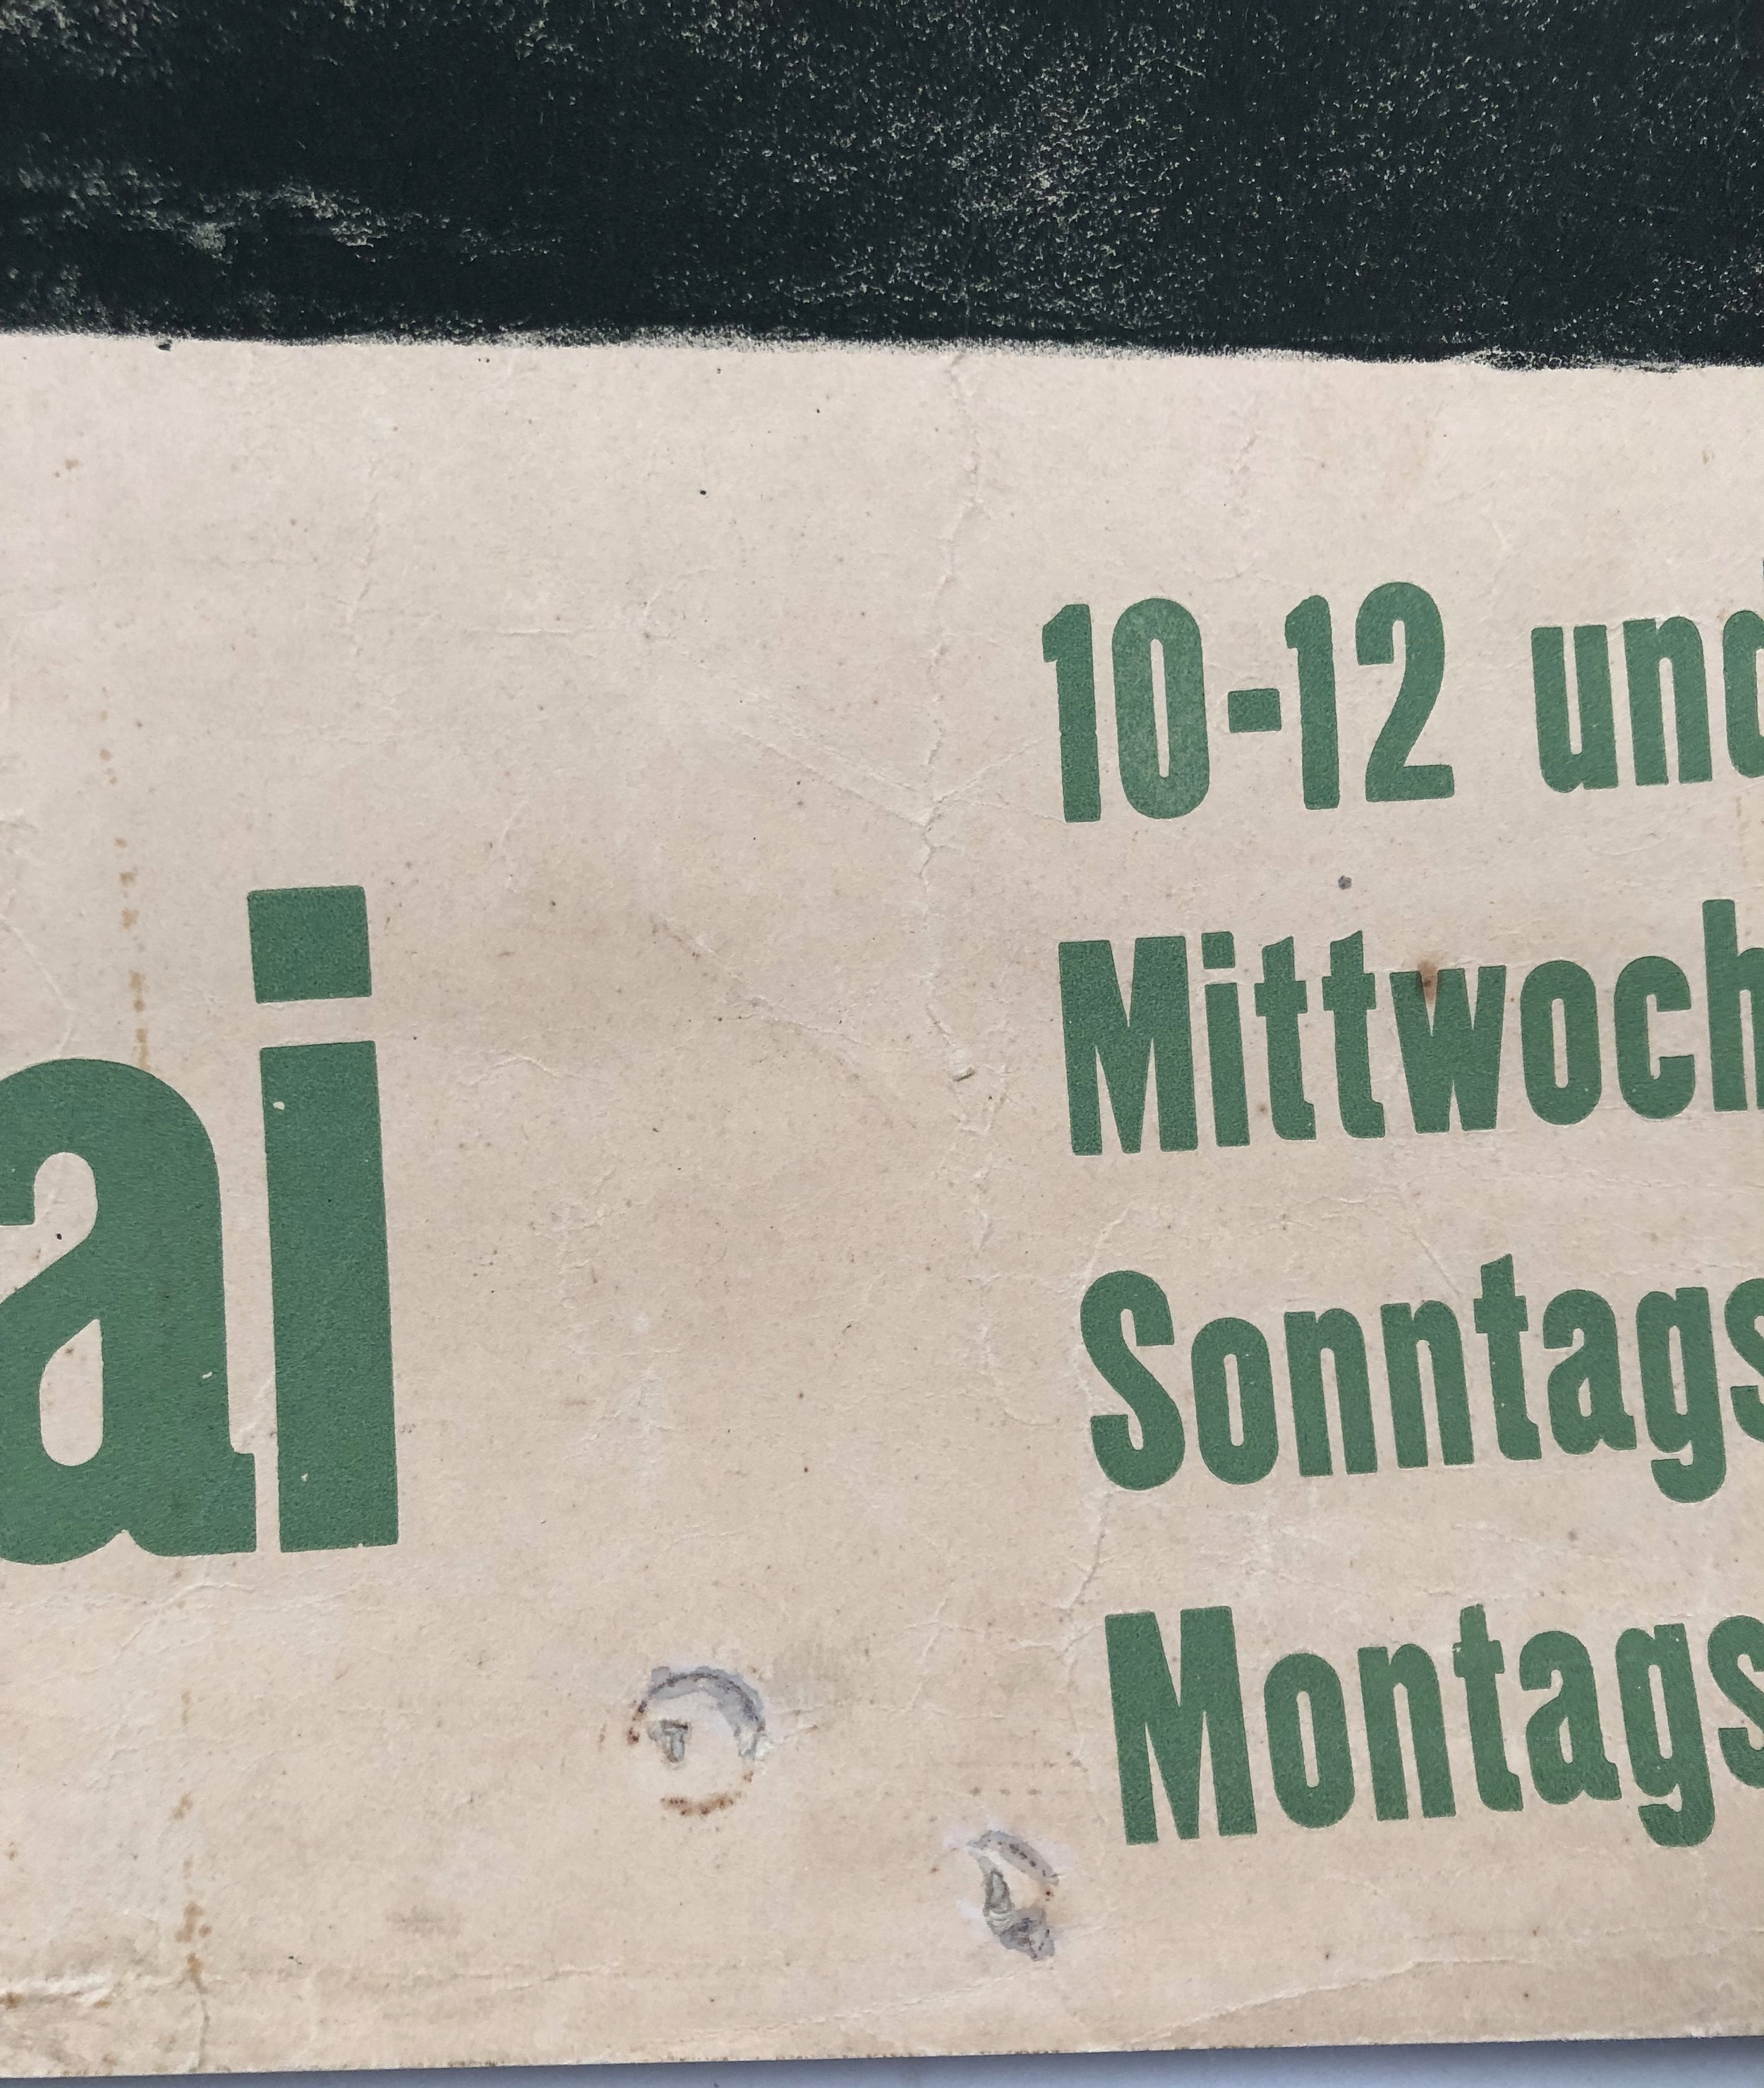 ai
10-12 und
Mittwoch
Sonntags
Montags